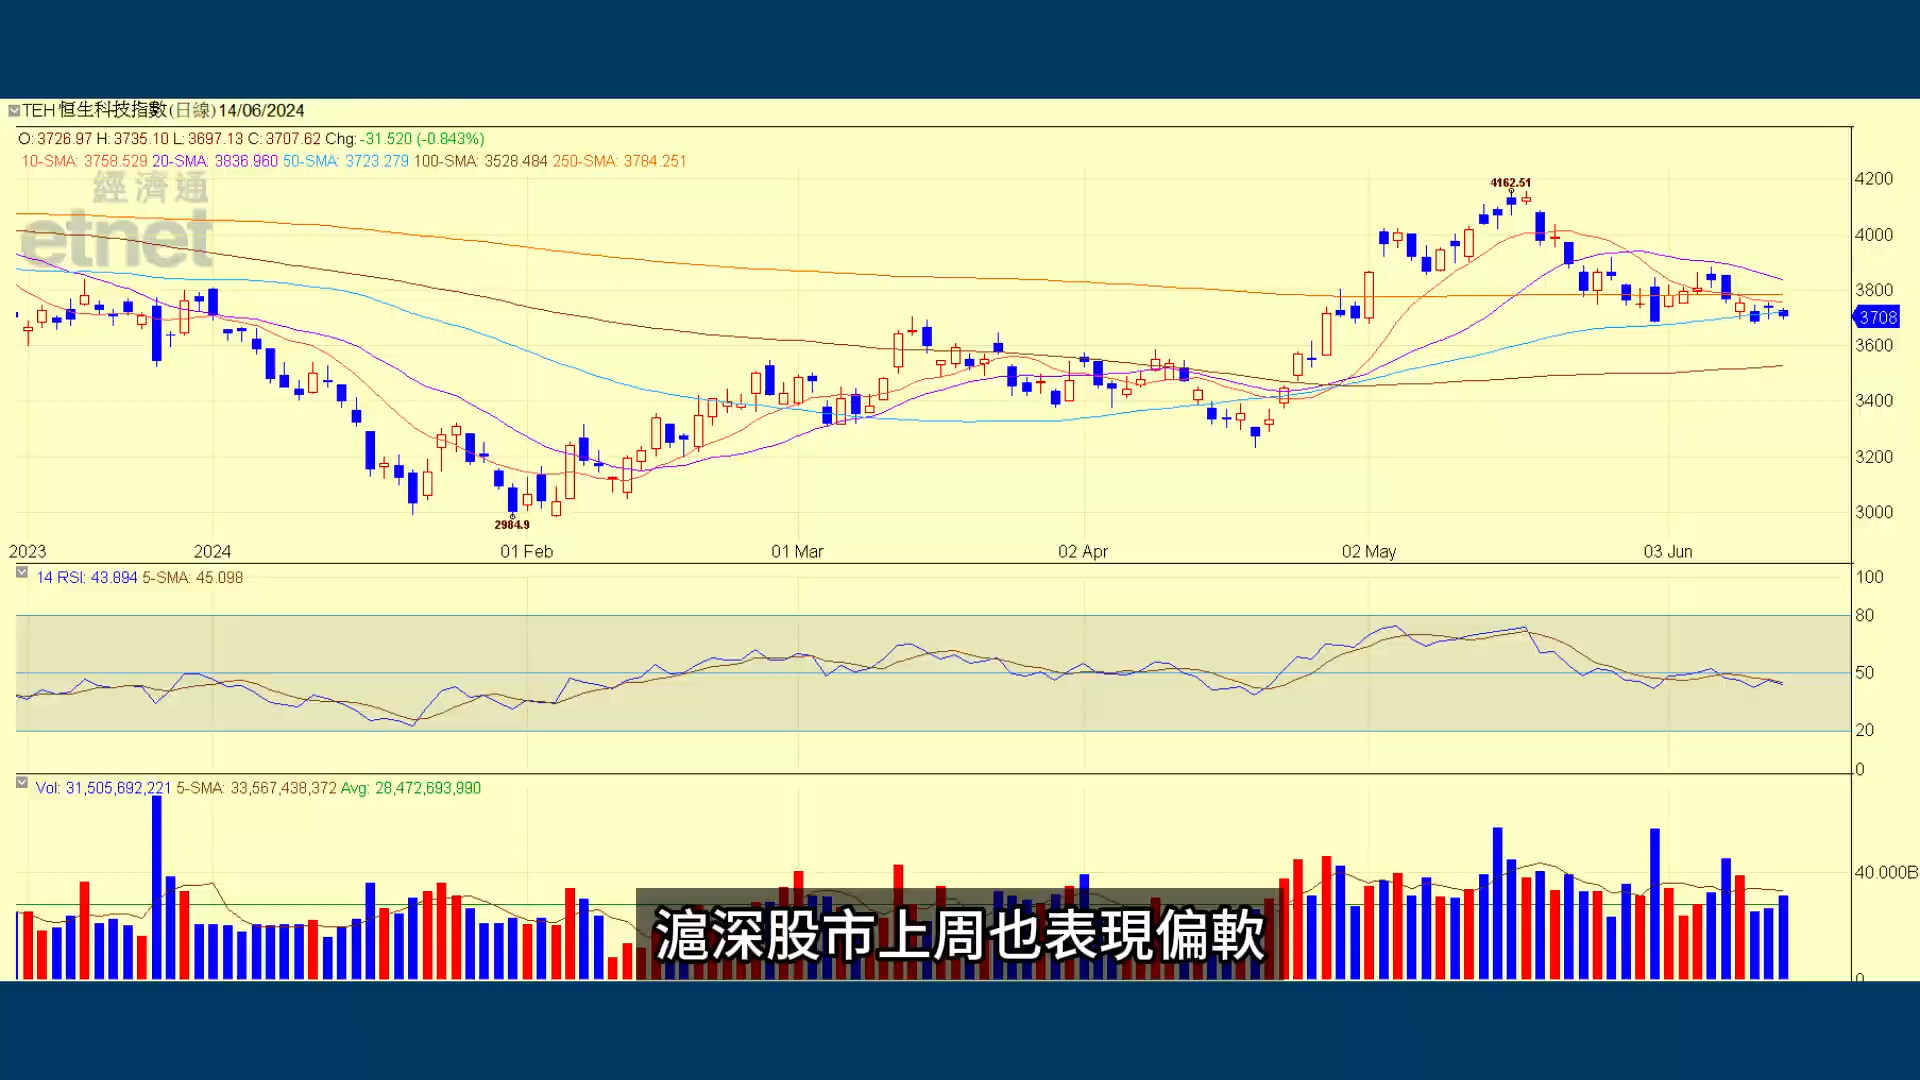 TEH 恒生科技指數(日線) 14/06/2024
O: 3726.97 H: 3735.10 L: 3697.13 C: 3707.62 Chg: -31.520 (-0.843%)
10-SMA: 3758.529 20-SMA: 3836.960 50-SMA: 3723.279 100-SMA: 3528.484 250-SMA: 3784.251
經濟通
etnet
4162.51
2984.9
4200
4000
3800
3708
3600
3400
3200
3000
2023 2024 01 Feb 01 Mar 02 Apr 02 May 03 Jun
14 RSI: 43.894 5-SMA: 45.098
100
80
50
20
0
Vol: 31,505,692,221 5-SMA: 33,567,438,372 Avg: 28,472,693,990
40.000B
0
滬深股市上周也表現偏軟